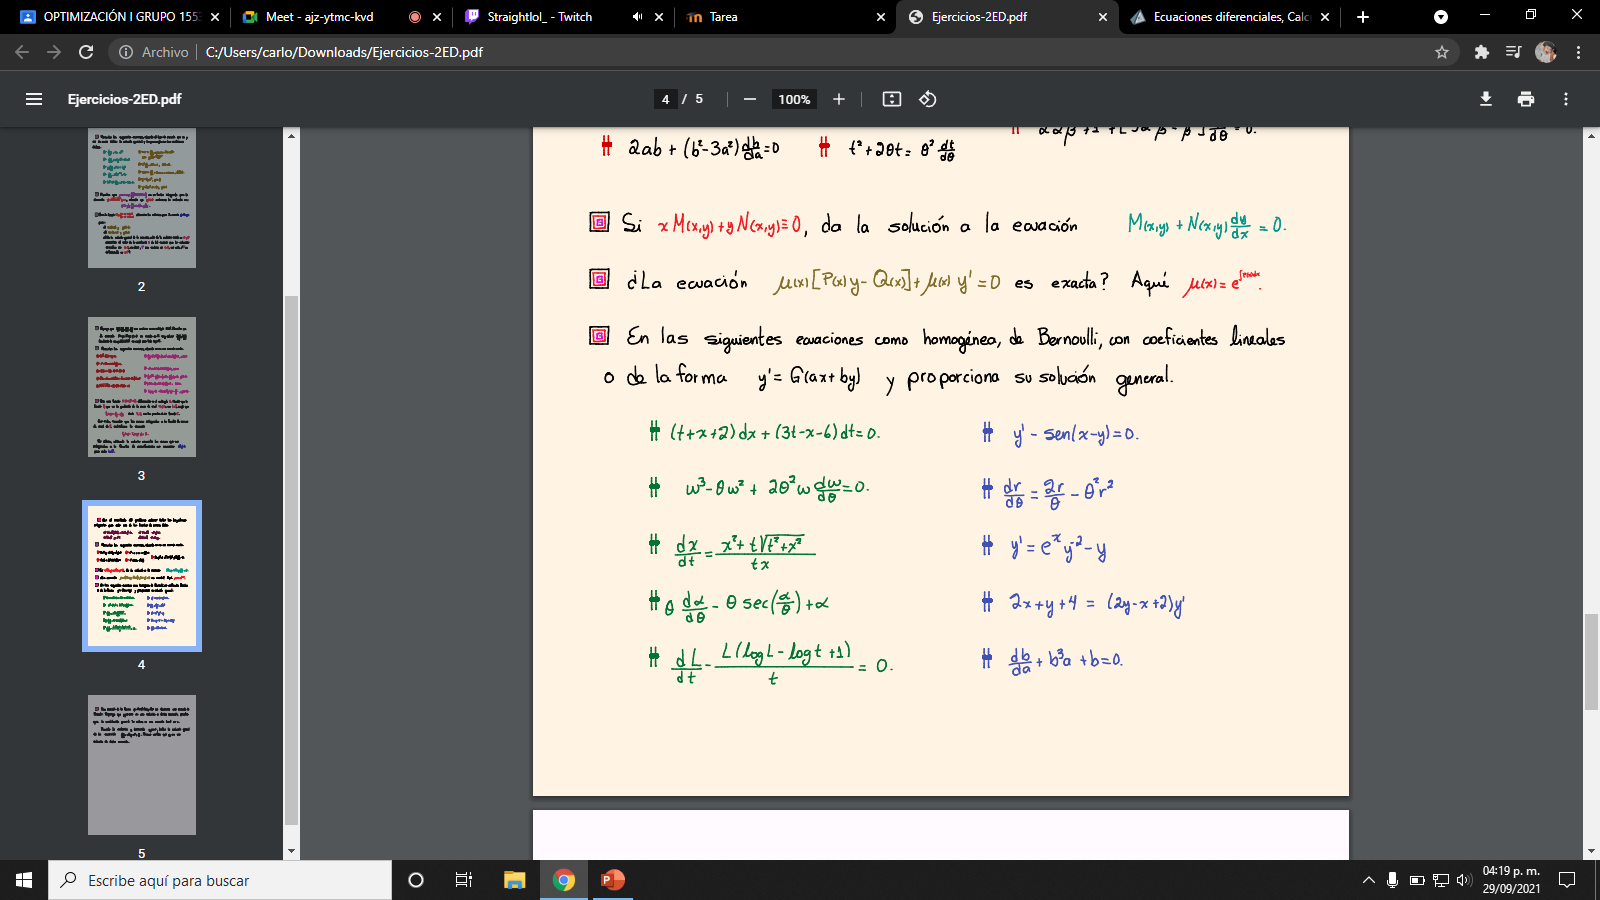 OPTIMIZACIÓN I GRUPO 155
Meet - ajz-ytmc-kvd
Straightlol_ - Twitch
Tarea
Ejercicios-2ED.pdf
Ecuaciones diferenciales, Calc
Archivo C:/Users/carlo/Downloads/Ejercicios-2ED.pdf
Ejercicios-2ED.pdf
4 / 5
100%
2
3
4
5
2ab + (b²-3a²) db/da = 0
t² + 2θt = θ² dt/dθ
Si x M(x,y) + y N(x,y) ≡ 0, da la solución a la ecuación M(x,y) + N(x,y) dy/dx = 0.
¿La ecuación μ(x) [P(x)y - Q(x)] + μ(x) y' = 0 es exacta? Aquí μ(x) = e^∫P(x)dx.
En las siguientes ecuaciones como homogénea, de Bernoulli, con coeficientes lineales
o de la forma y' = G(ax+by) y proporciona su solución general.
(t+x+2) dx + (3t-x-6) dt = 0.
y' - sen(x-y) = 0.
w³ - θw² + 2θ²w dw/dθ = 0.
dr/dθ = 2r/θ - θ²r²
dx/dt = (x² + t√(t²+x²))/(tx)
y' = e^x y^-2 - y
θ dα/dθ - θ sec(α/θ) + α
2x + y + 4 = (2y-x+2)y'
dL/dt - L(log L - log t + 1)/t = 0.
db/da + b³a + b = 0.
Escribe aquí para buscar
04:19 p. m.
29/09/2021